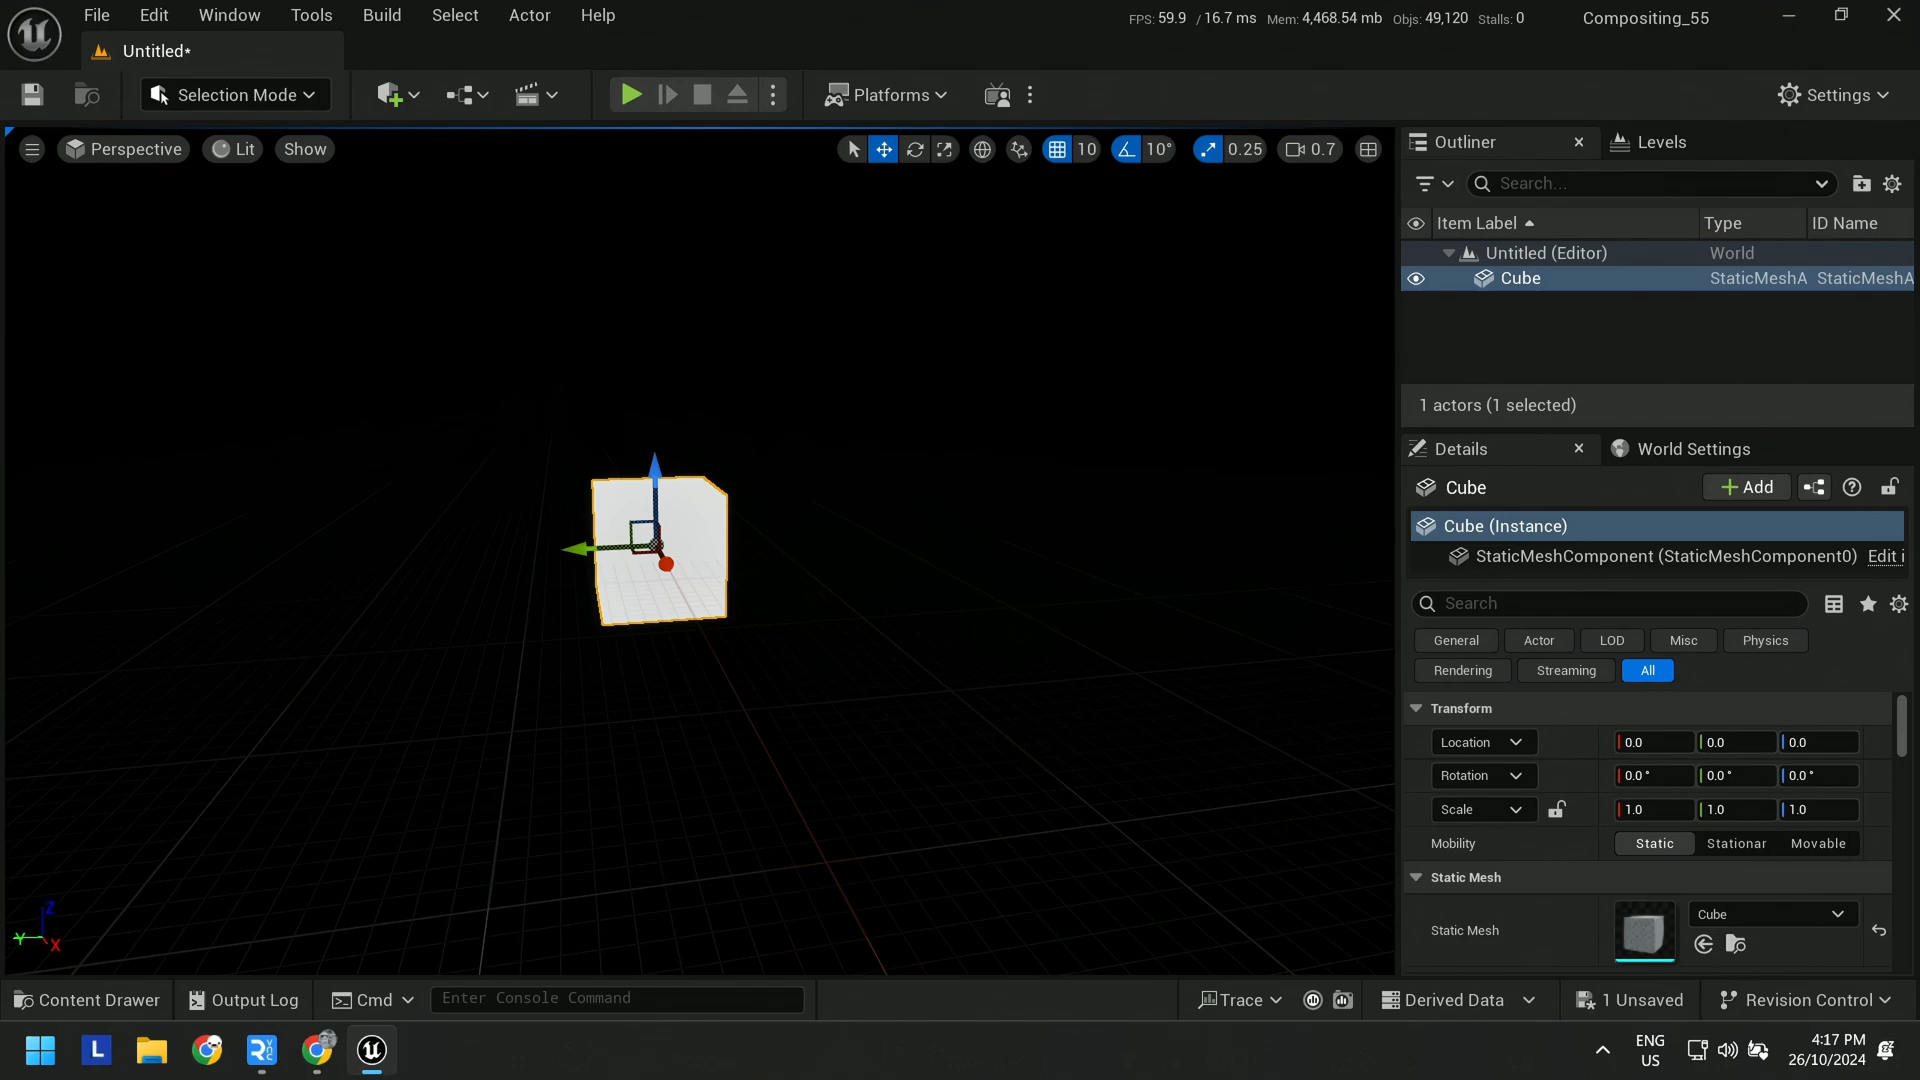 File Edit Window Tools Build Select Actor Help
FPS: 59.9 / 16.7 ms Mem: 4,468.54 mb Objs: 49,120 Stalls: 0
Compositing_55
Untitled*
Selection Mode
Platforms
Settings
Perspective Lit Show
10 10° 0.25 0.7
Outliner Levels
Search...
Item Label Type ID Name
Untitled (Editor) World
Cube StaticMeshA StaticMeshA
1 actors (1 selected)
Details World Settings
Cube Add
Cube (Instance)
StaticMeshComponent (StaticMeshComponent0) Edit i
Search
General Actor LOD Misc Physics
Rendering Streaming All
Transform
Location 0.0 0.0 0.0
Rotation 0.0° 0.0° 0.0°
Scale 1.0 1.0 1.0
Mobility Static Stationar Movable
Static Mesh
Static Mesh Cube
Z
Y X
Content Drawer Output Log Cmd Enter Console Command Trace Derived Data 1 Unsaved Revision Control
L
R
VNC
ENG
US
4:17 PM
26/10/2024